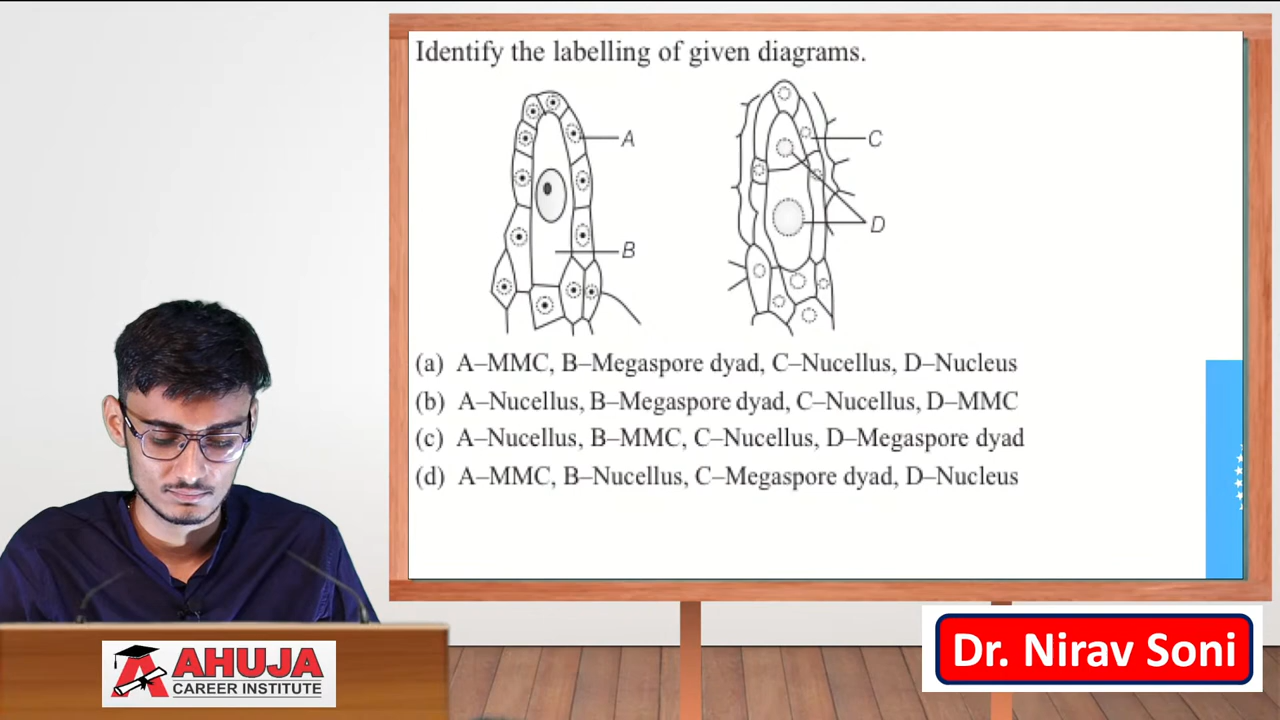 Identify the labelling of given diagrams.
A
B
C
D
(a) A–MMC, B–Megaspore dyad, C–Nucellus, D–Nucleus
(b) A–Nucellus, B–Megaspore dyad, C–Nucellus, D–MMC
(c) A–Nucellus, B–MMC, C–Nucellus, D–Megaspore dyad
(d) A–MMC, B–Nucellus, C–Megaspore dyad, D–Nucleus
AHUJA
CAREER INSTITUTE
Dr. Nirav Soni